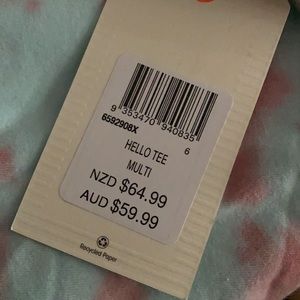 9 353470 940835 6
6592908X
HELLO TEE
MULTI
NZD $64.99
AUD $59.99
Recycled Paper